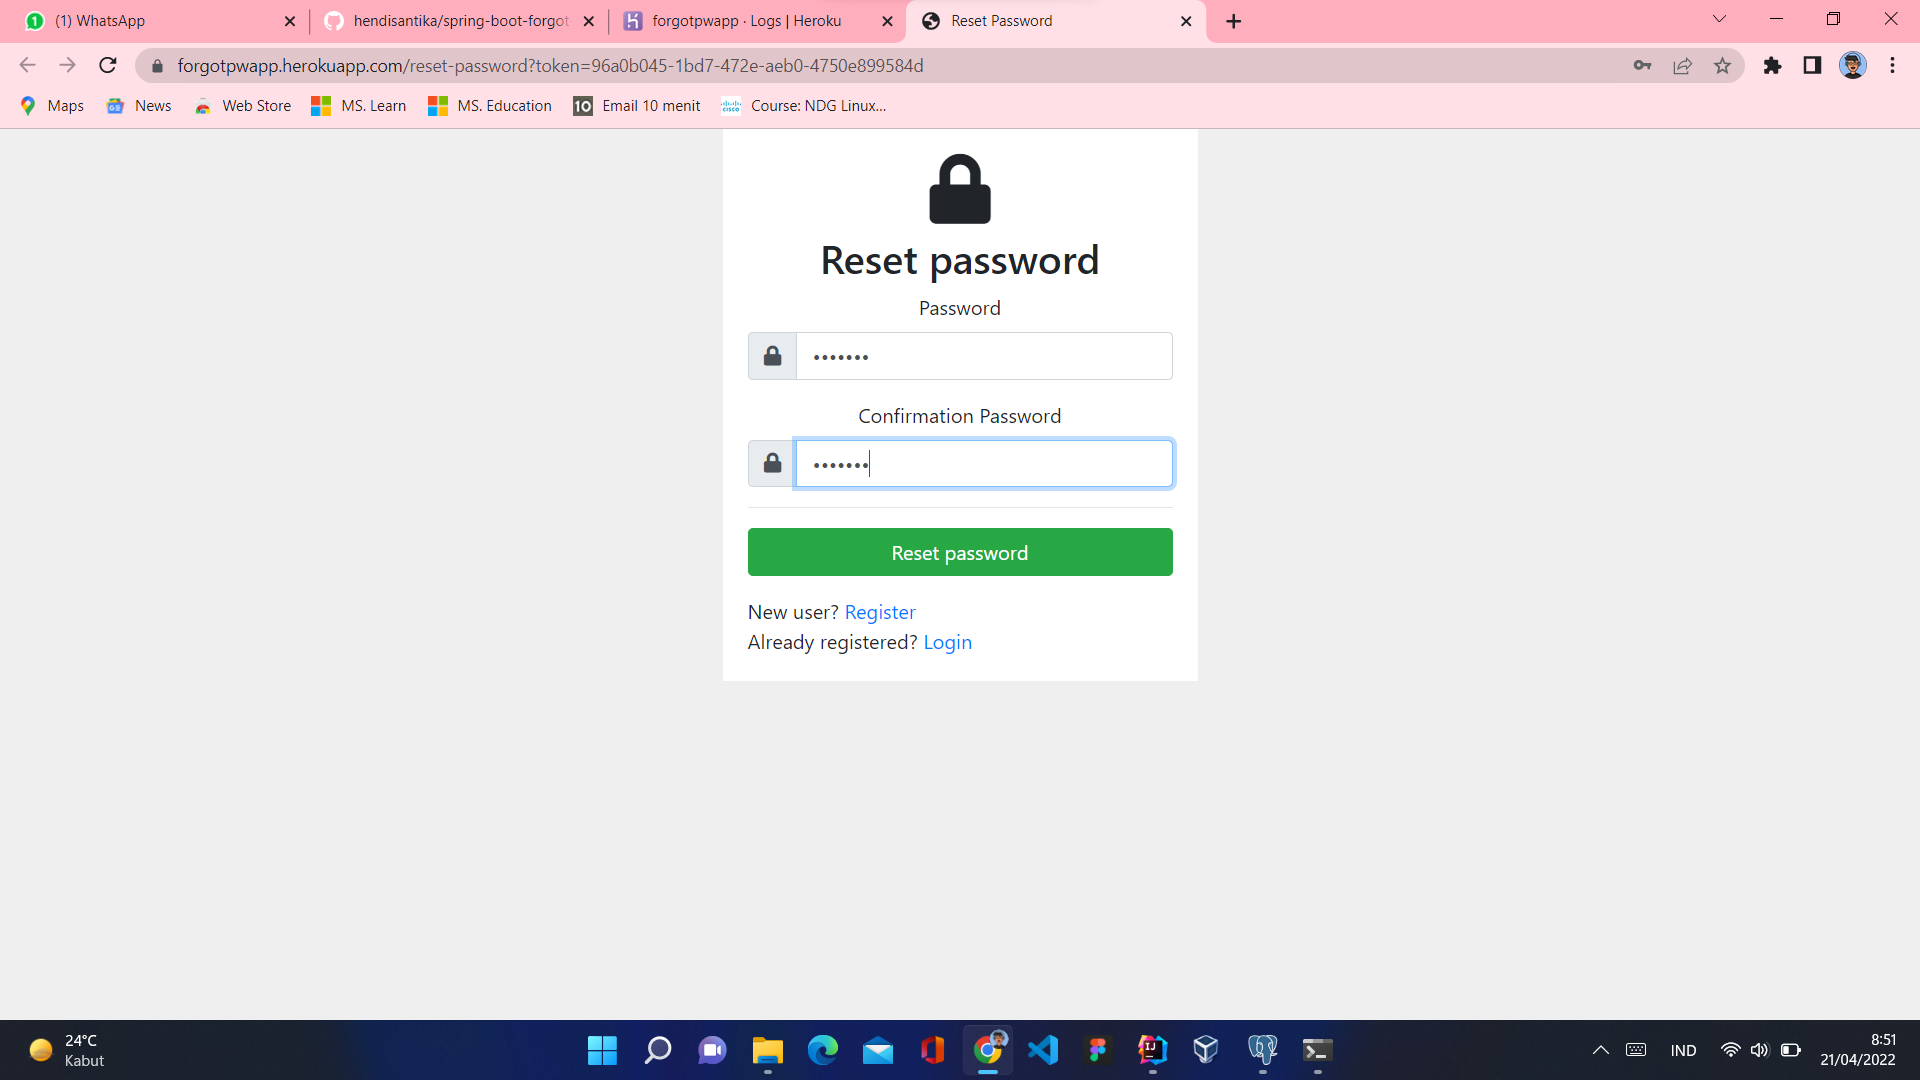 (1) WhatsApp
hendisantika/spring-boot-forgot
forgotpwapp · Logs | Heroku
Reset Password
forgotpwapp.herokuapp.com/reset-password?token=96a0b045-1bd7-472e-aeb0-4750e899584d
Maps
News
Web Store
MS. Learn
MS. Education
10
Email 10 menit
Course: NDG Linux...
Reset password
Password
•••••••
Confirmation Password
•••••••
Reset password
New user? Register
Already registered? Login
24°C
Kabut
IND
8:51
21/04/2022